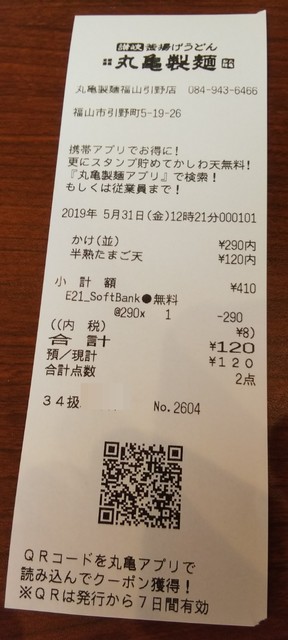 讃岐釜揚げうどん
丸亀製麺
丸亀製麺福山引野店 084-943-6466
福山市引野町5-19-26
携帯アプリでお得に!
更にスタンプ貯めてかしわ天無料!
『丸亀製麺アプリ』で検索!
もしくは従業員まで!
2019年 5月31日(金)12時21分000101
かけ(並) ¥290内
半熟たまご天 ¥120内
小 計 額 ¥410
E21_SoftBank●無料
@290x 1 -290
((内 税) ¥8)
合 計 ¥120
預/現計 ¥120
合計点数 2点
34扱 No.2604
QRコードを丸亀アプリで
読み込んでクーポン獲得!
※QRは発行から7日間有効